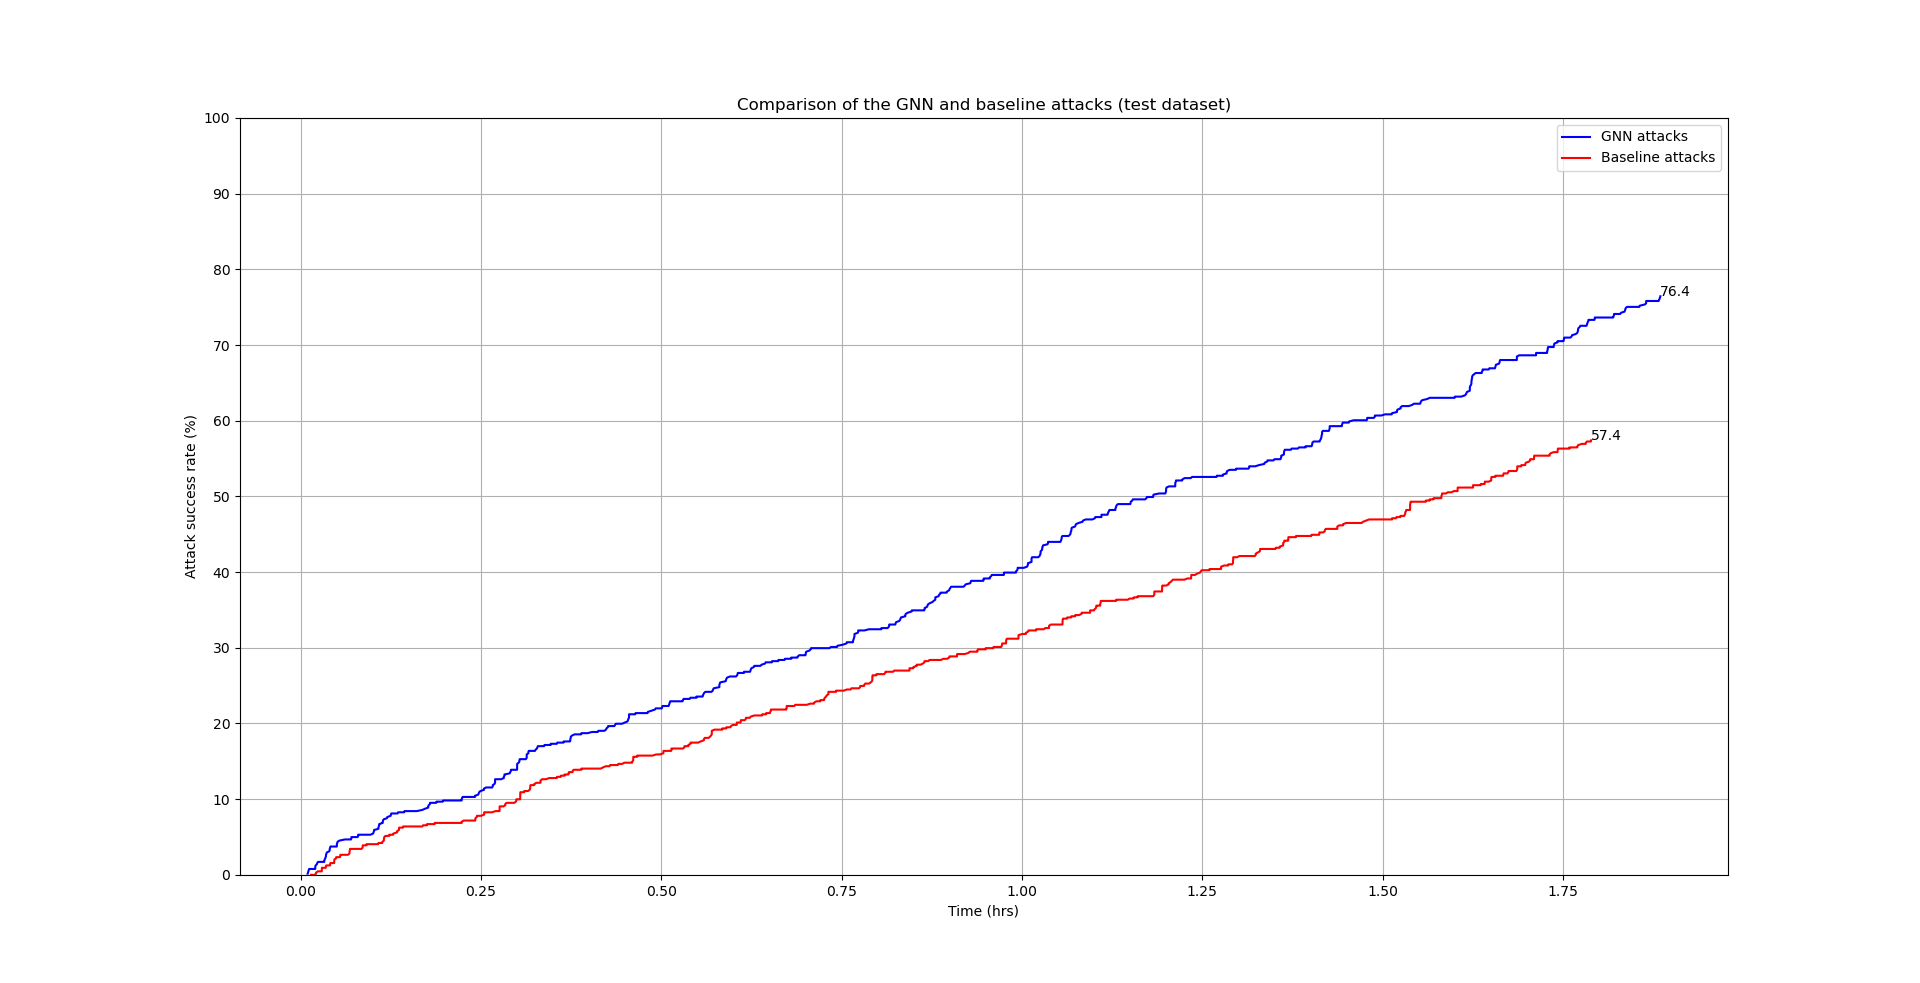 Comparison of the GNN and baseline attacks (test dataset)
GNN attacks
Baseline attacks
Attack success rate (%)
100
90
80
70
60
50
40
30
20
10
0
76.4
57.4
0.00 0.25 0.50 0.75 1.00 1.25 1.50 1.75
Time (hrs)